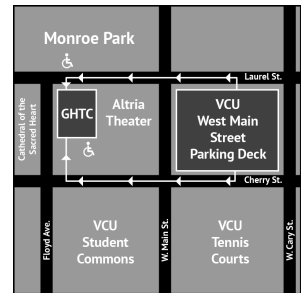 Monroe Park
Laurel St.
Cathedral of the
Sacred Heart
GHTC
Altria
Theater
VCU
West Main
Street
Parking Deck
Cherry St.
Floyd Ave.
VCU
Student
Commons
W. Main St.
VCU
Tennis
Courts
W. Cary St.